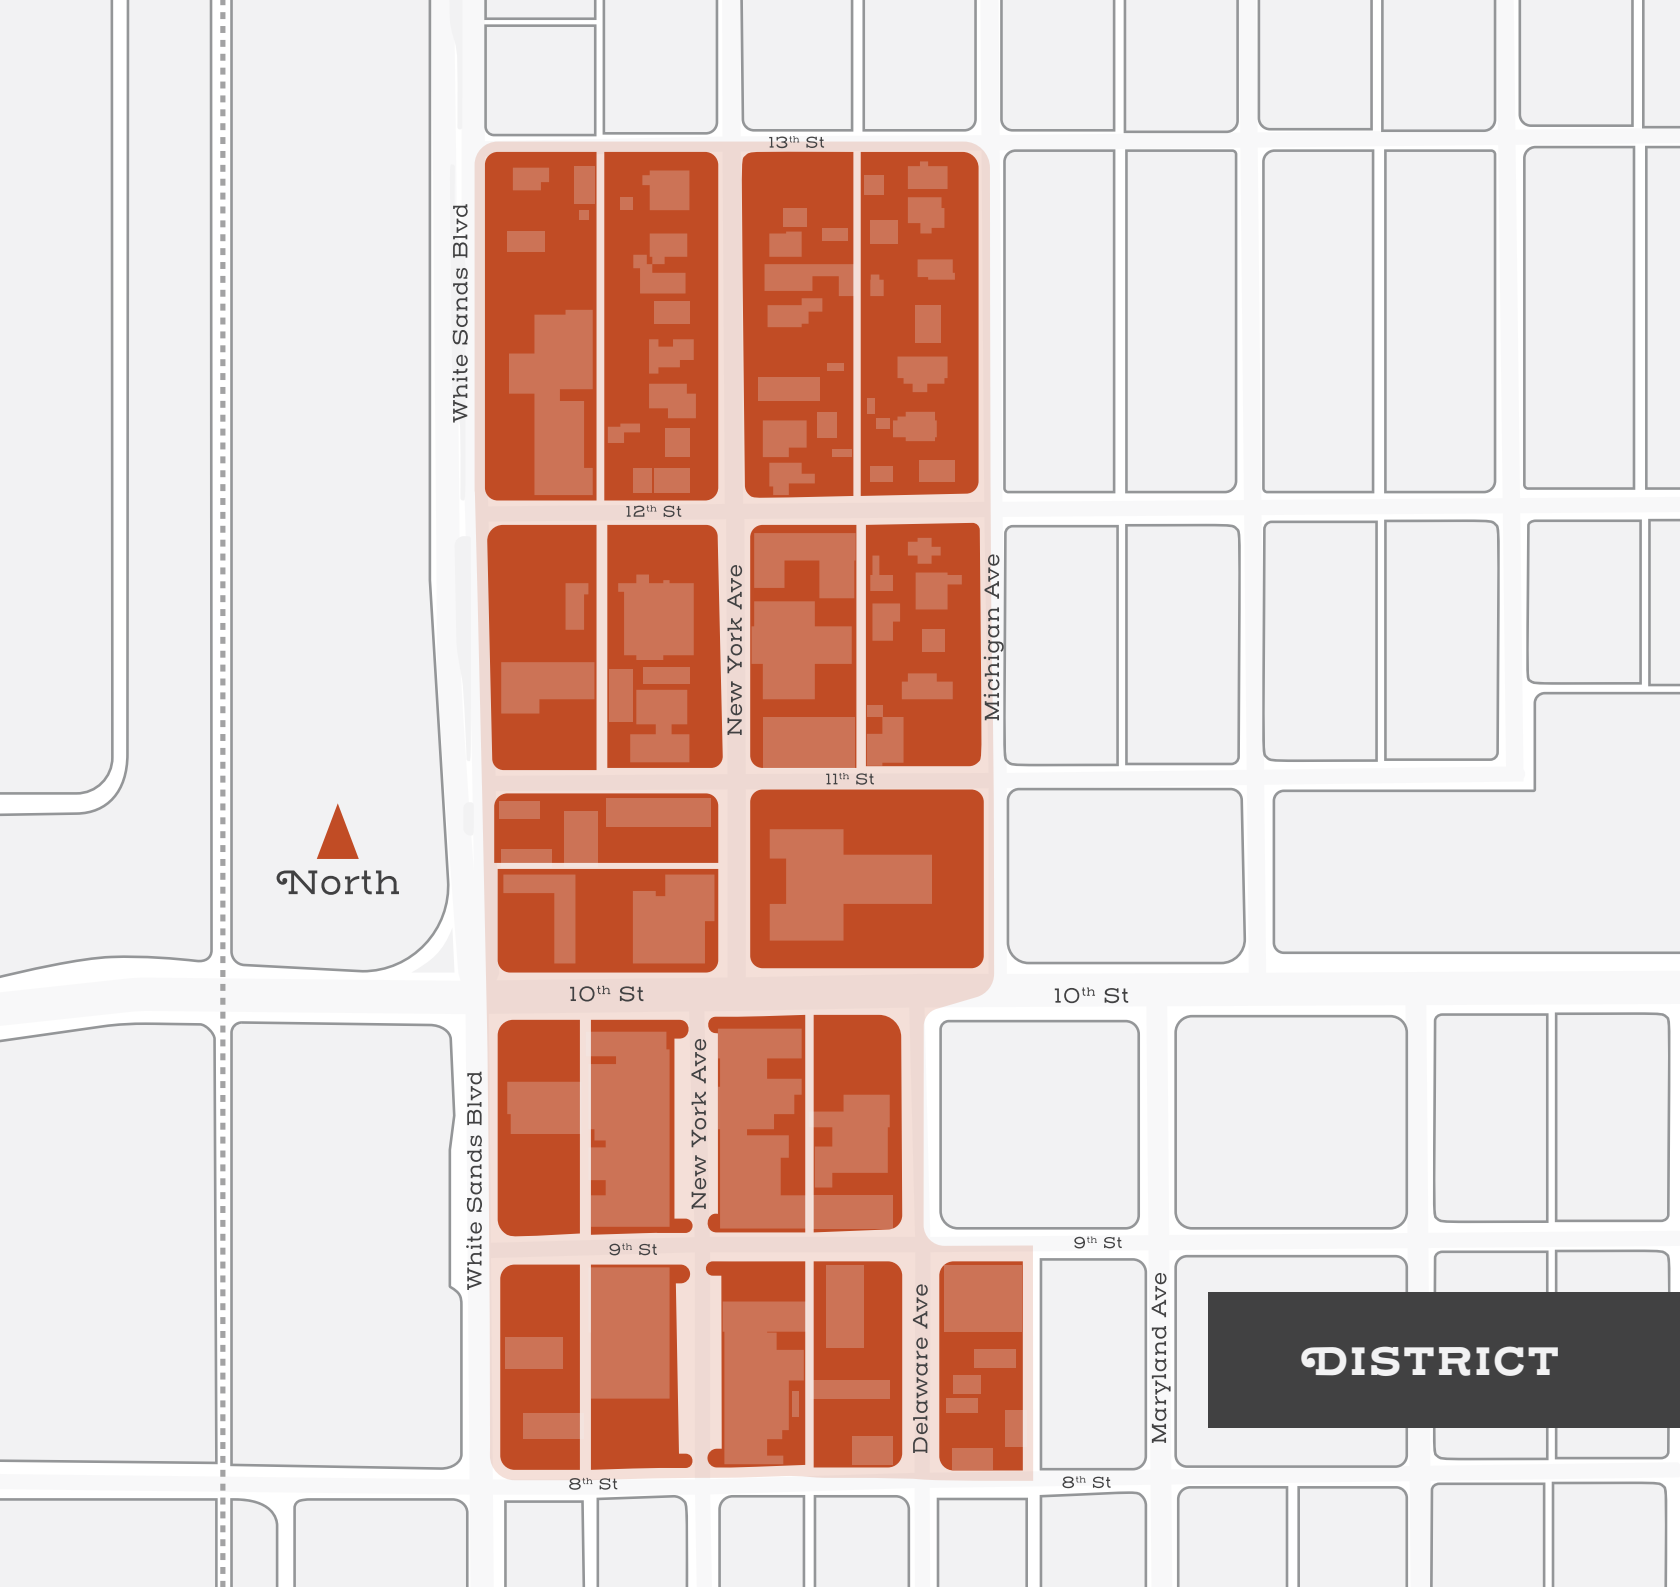 13th St
White Sands Blvd
12th St
New York Ave
Michigan Ave
11th St
North
10th St
10th St
New York Ave
White Sands Blvd
9th St
9th St
Delaware Ave
Maryland Ave
DISTRICT
8th St
8th St